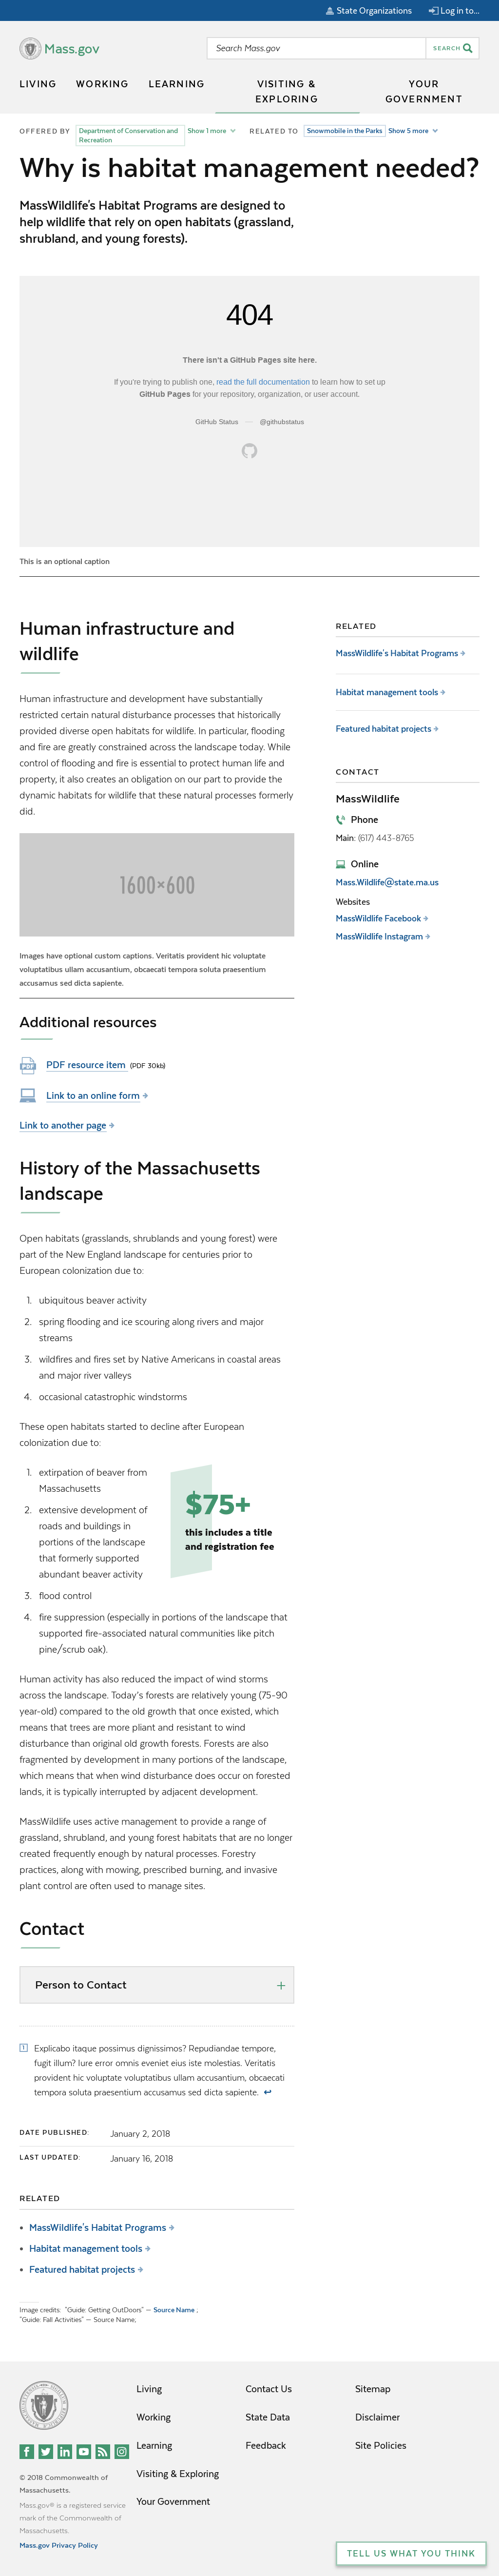 State Organizations
Log in to...
Mass.gov
Search Mass.gov
SEARCH
LIVING
WORKING
LEARNING
VISITING &
EXPLORING
YOUR
GOVERNMENT
OFFERED BY
Department of Conservation and
Recreation
Show 1 more
RELATED TO
Snowmobile in the Parks
Show 5 more
Why is habitat management needed?
MassWildlife's Habitat Programs are designed to
help wildlife that rely on open habitats (grassland,
shrubland, and young forests).
404
There isn't a GitHub Pages site here.
If you're trying to publish one, read the full documentation to learn how to set up
GitHub Pages for your repository, organization, or user account.
GitHub Status — @githubstatus
This is an optional caption
Human infrastructure and
wildlife
Human infrastructure and development have substantially
restricted certain natural disturbance processes that historically
provided diverse open habitats for wildlife. In particular, flooding
and fire are greatly constrained across the landscape today. While
control of flooding and fire is essential to protect human life and
property, it also creates an obligation on our part to provide the
dynamic habitats for wildlife that these natural processes formerly
did.
1600×600
Images have optional custom captions. Veritatis provident hic voluptate
voluptatibus ullam accusantium, obcaecati tempora soluta praesentium
accusamus sed dicta sapiente.
Additional resources
PDF
PDF resource item (PDF 30kb)
Link to an online form
Link to another page
History of the Massachusetts
landscape
Open habitats (grasslands, shrublands and young forest) were
part of the New England landscape for centuries prior to
European colonization due to:
1. ubiquitous beaver activity
2. spring flooding and ice scouring along rivers and major
streams
3. wildfires and fires set by Native Americans in coastal areas
and major river valleys
4. occasional catastrophic windstorms
These open habitats started to decline after European
colonization due to:
1. extirpation of beaver from
Massachusetts
2. extensive development of
roads and buildings in
portions of the landscape
that formerly supported
abundant beaver activity
$75+
this includes a title
and registration fee
3. flood control
4. fire suppression (especially in portions of the landscape that
supported fire-associated natural communities like pitch
pine/scrub oak).
Human activity has also reduced the impact of wind storms
across the landscape. Today's forests are relatively young (75-90
year-old) compared to the old growth that once existed, which
means that trees are more pliant and resistant to wind
disturbance than original old growth forests. Forests are also
fragmented by development in many portions of the landscape,
which means that when wind disturbance does occur on forested
lands, it is typically interrupted by adjacent development.
MassWildlife uses active management to provide a range of
grassland, shrubland, and young forest habitats that are no longer
created frequently enough by natural processes. Forestry
practices, along with mowing, prescribed burning, and invasive
plant control are often used to manage sites.
Contact
Person to Contact
1 Explicabo itaque possimus dignissimos? Repudiandae tempore,
fugit illum? Iure error omnis eveniet eius iste molestias. Veritatis
provident hic voluptate voluptatibus ullam accusantium, obcaecati
tempora soluta praesentium accusamus sed dicta sapiente. ↩
DATE PUBLISHED: January 2, 2018
LAST UPDATED: January 16, 2018
RELATED
MassWildlife's Habitat Programs
Habitat management tools
Featured habitat projects
Image credits: "Guide: Getting OutDoors" — Source Name ;
"Guide: Fall Activities" — Source Name;
RELATED
MassWildlife's Habitat Programs
Habitat management tools
Featured habitat projects
CONTACT
MassWildlife
Phone
Main: (617) 443-8765
Online
Mass.Wildlife@state.ma.us
Websites
MassWildlife Facebook
MassWildlife Instagram
Living
Working
Learning
Visiting & Exploring
Your Government
Contact Us
State Data
Feedback
Sitemap
Disclaimer
Site Policies
© 2018 Commonwealth of
Massachusetts.
Mass.gov® is a registered service
mark of the Commonwealth of
Massachusetts.
Mass.gov Privacy Policy
TELL US WHAT YOU THINK